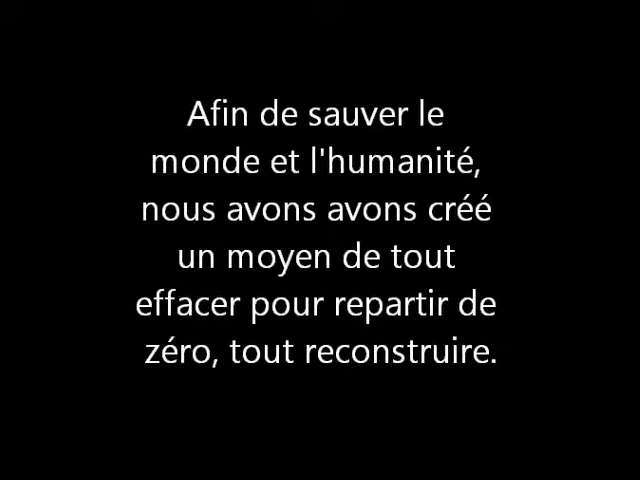 Afin de sauver le
monde et l'humanité,
nous avons avons créé
un moyen de tout
effacer pour repartir de
zéro, tout reconstruire.